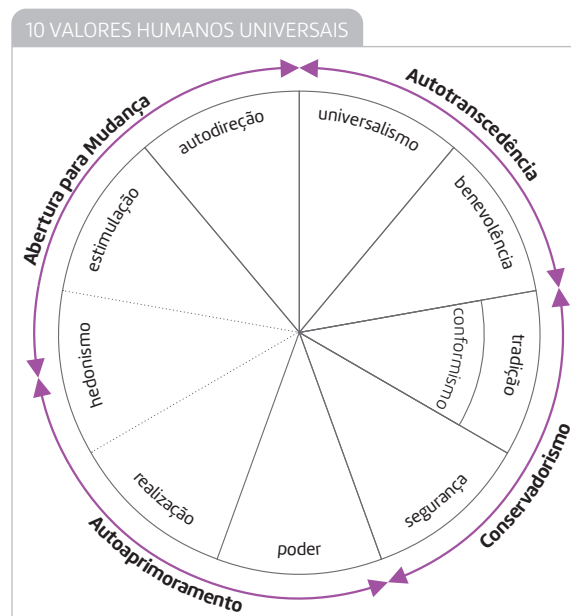 10 VALORES HUMANOS UNIVERSAIS
Abertura para Mudança
Autotranscedência
autodireção
universalismo
estimulação
benevolência
hedonismo
conformismo
tradição
realização
segurança
poder
Autoaprimoramento
Conservadorismo